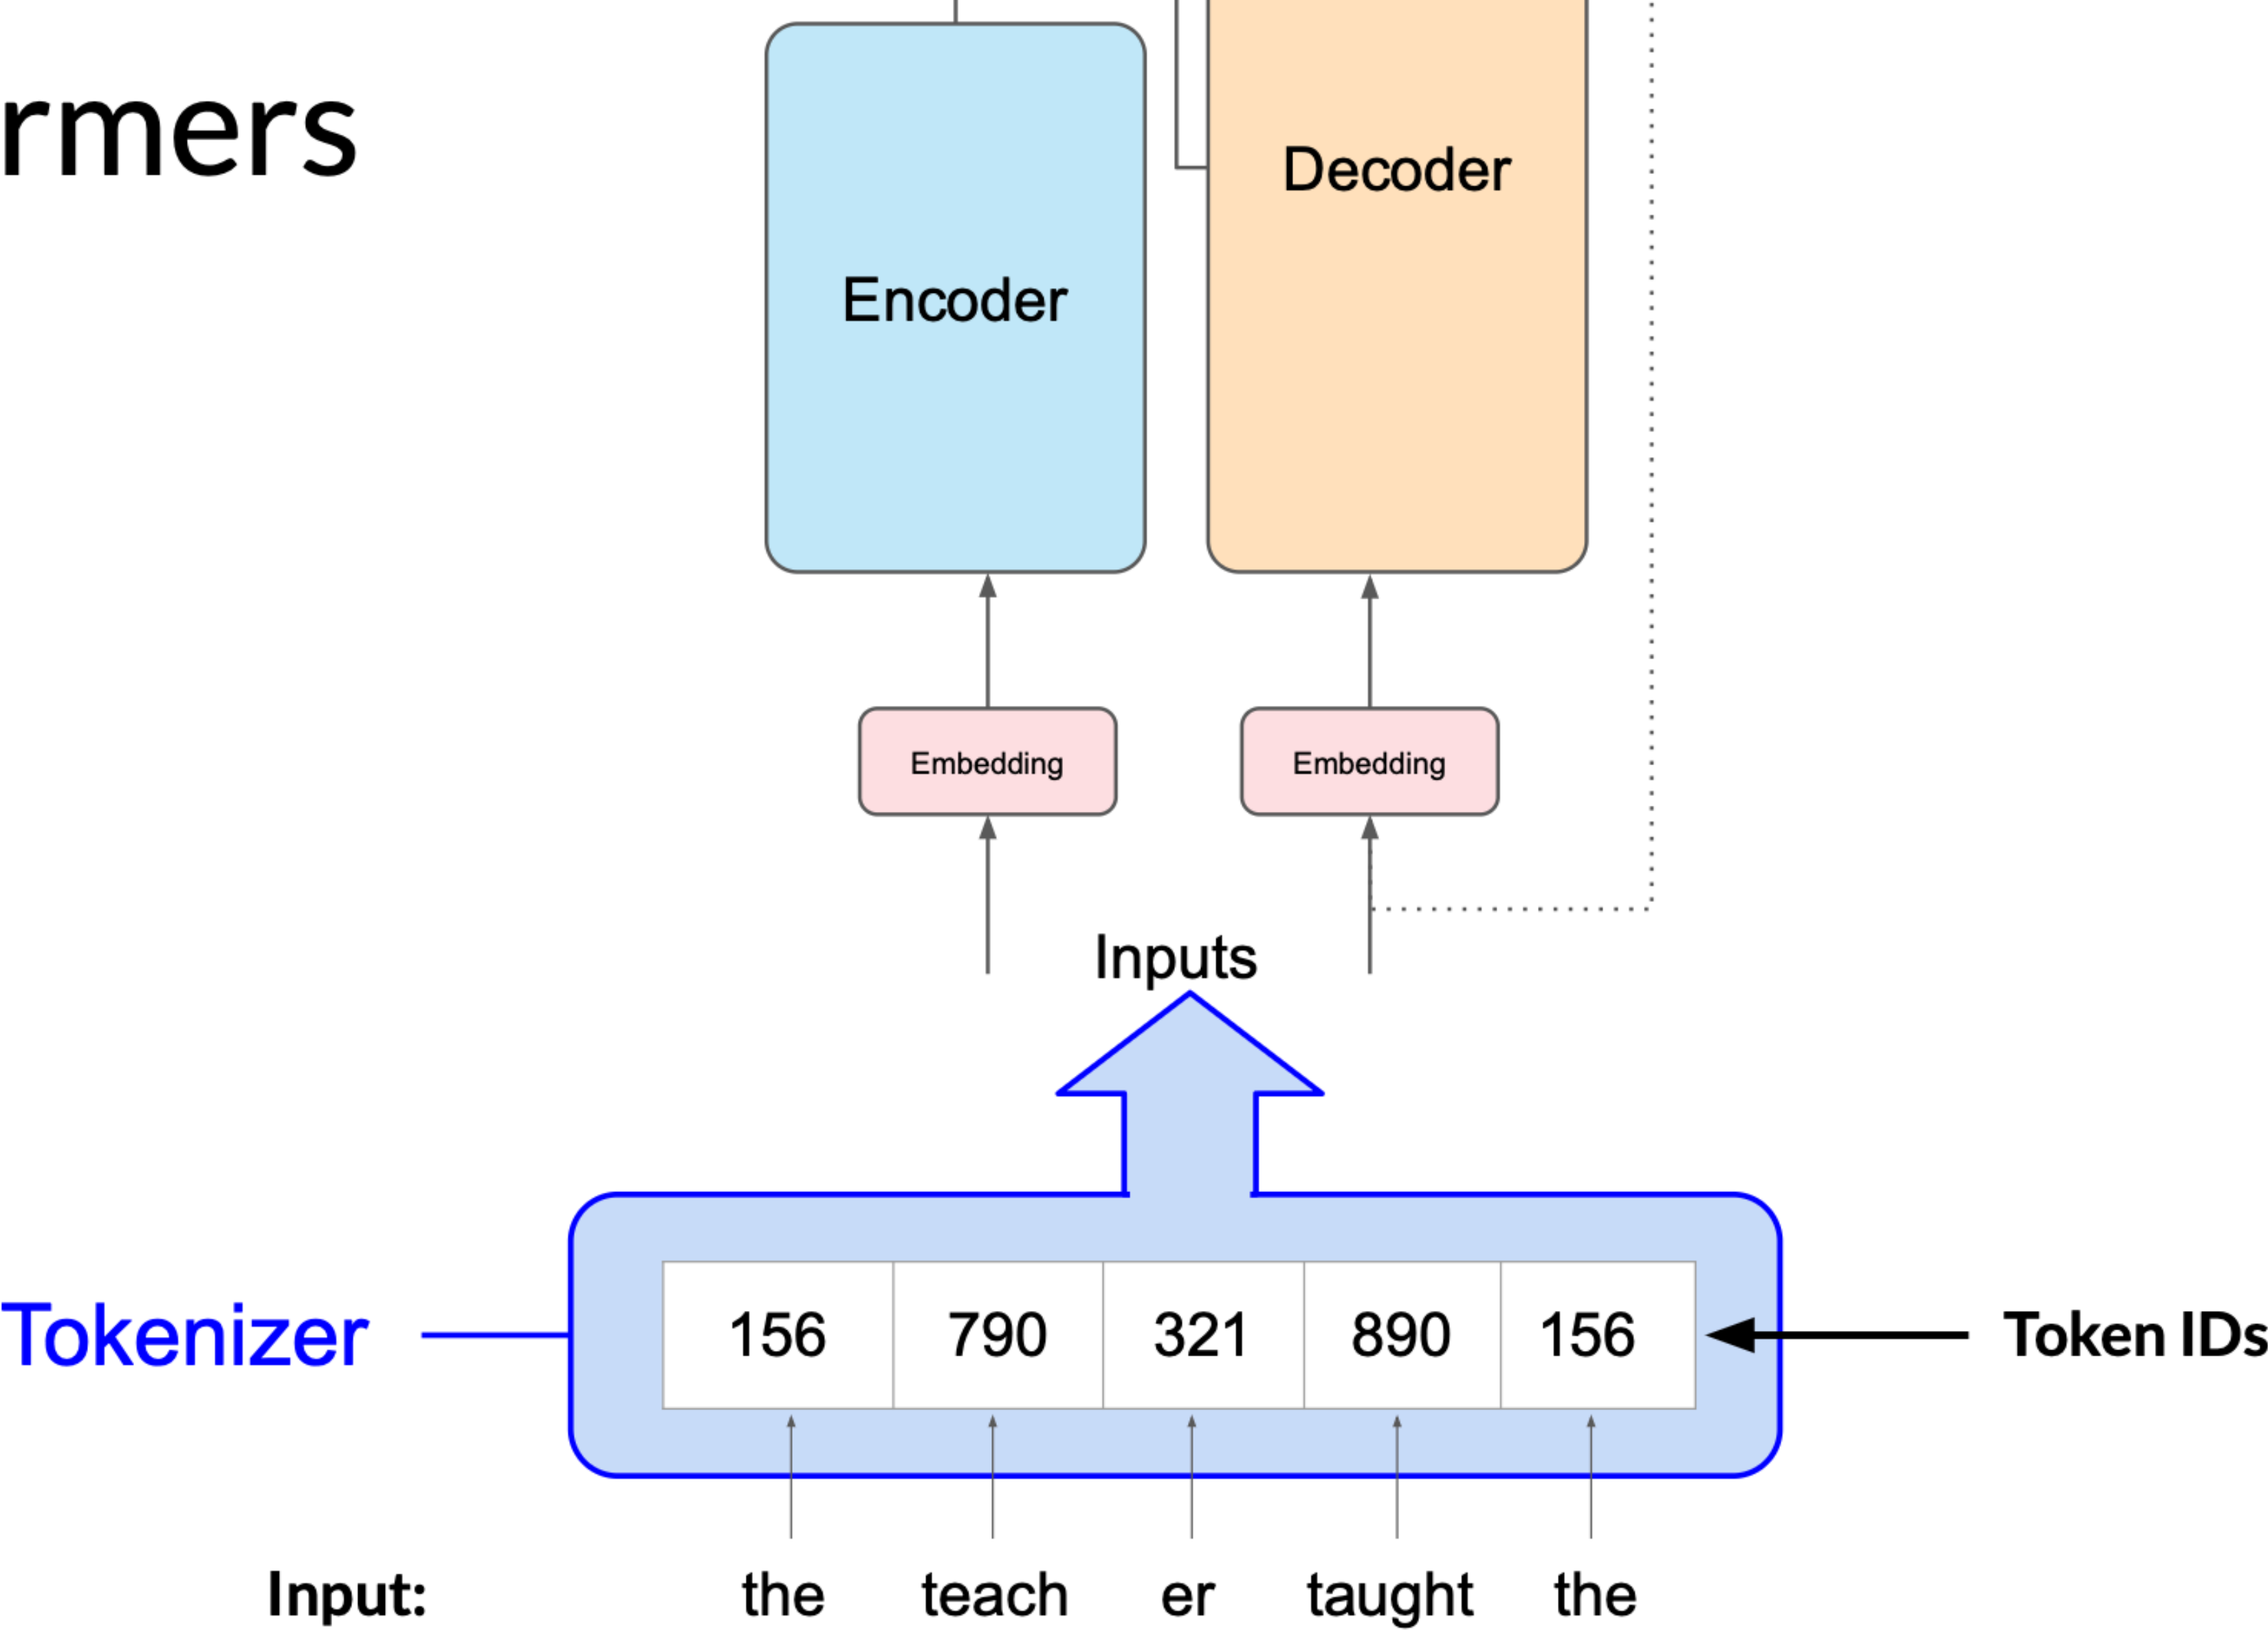 rmers
Decoder
Encoder
Embedding Embedding
Inputs
Tokenizer 156 790 321 890 156 Token IDs
Input: the teach er taught the